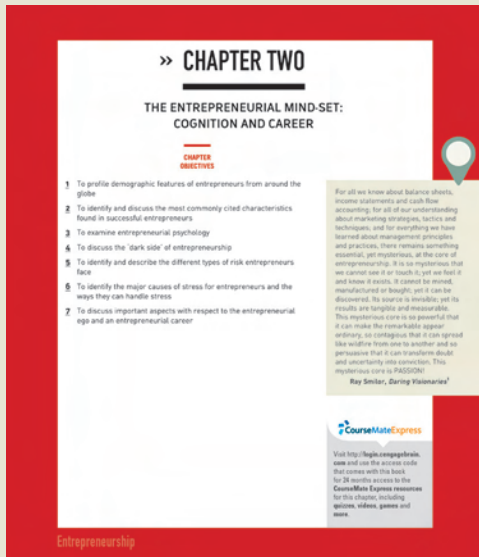 » CHAPTER TWO
THE ENTREPRENEURIAL MIND-SET:
COGNITION AND CAREER
CHAPTER
OBJECTIVES
1 To profile demographic features of entrepreneurs from around the
globe
2 To identify and discuss the most commonly cited characteristics
found in successful entrepreneurs
3 To examine entrepreneurial psychology
4 To discuss the 'dark side' of entrepreneurship
5 To identify and describe the different types of risk entrepreneurs
face
6 To identify the major causes of stress for entrepreneurs and the
ways they can handle stress
7 To discuss important aspects with respect to the entrepreneurial
ego and an entrepreneurial career
For all we know about balance sheets,
income statements and cash flow
accounting; for all of our understanding
about marketing strategies, tactics and
techniques; and for everything we have
learned about management principles
and practices, there remains something
essential, yet mysterious, at the core of
entrepreneurship. It is so mysterious that
we cannot see it or touch it; yet we feel it
and know it exists. It cannot be mined,
manufactured or bought; yet it can be
discovered. Its source is invisible; yet its
results are tangible and measurable.
This mysterious core is so powerful that
it can make the remarkable appear
ordinary, so contagious that it can spread
like wildfire from one to another and so
persuasive that it can transform doubt
and uncertainty into conviction. This
mysterious core is PASSION!
Ray Smilor, Daring Visionaries¹
CourseMateExpress
Visit http://login.cengagebrain.
com and use the access code
that comes with this book
for 24 months access to the
CourseMate Express resources
for this chapter, including
quizzes, videos, games and
more.
Entrepreneurship